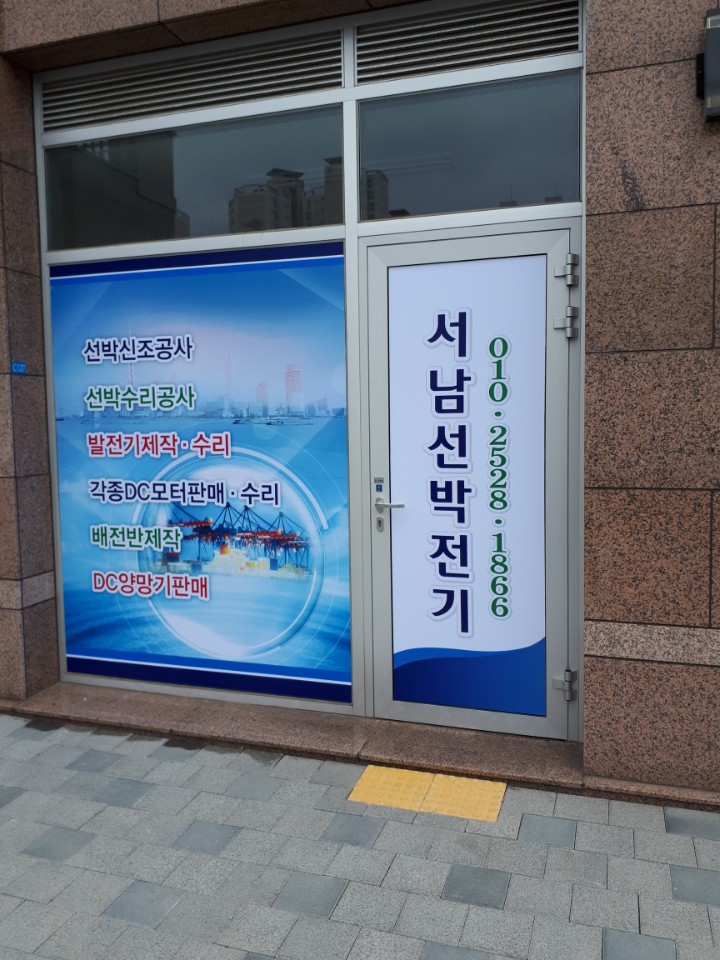 선박신조공사
선박수리공사
발전기제작·수리
각종DC모터판매·수리
배전반제작
DC양망기판매
서남선박전기
010·2528·1866